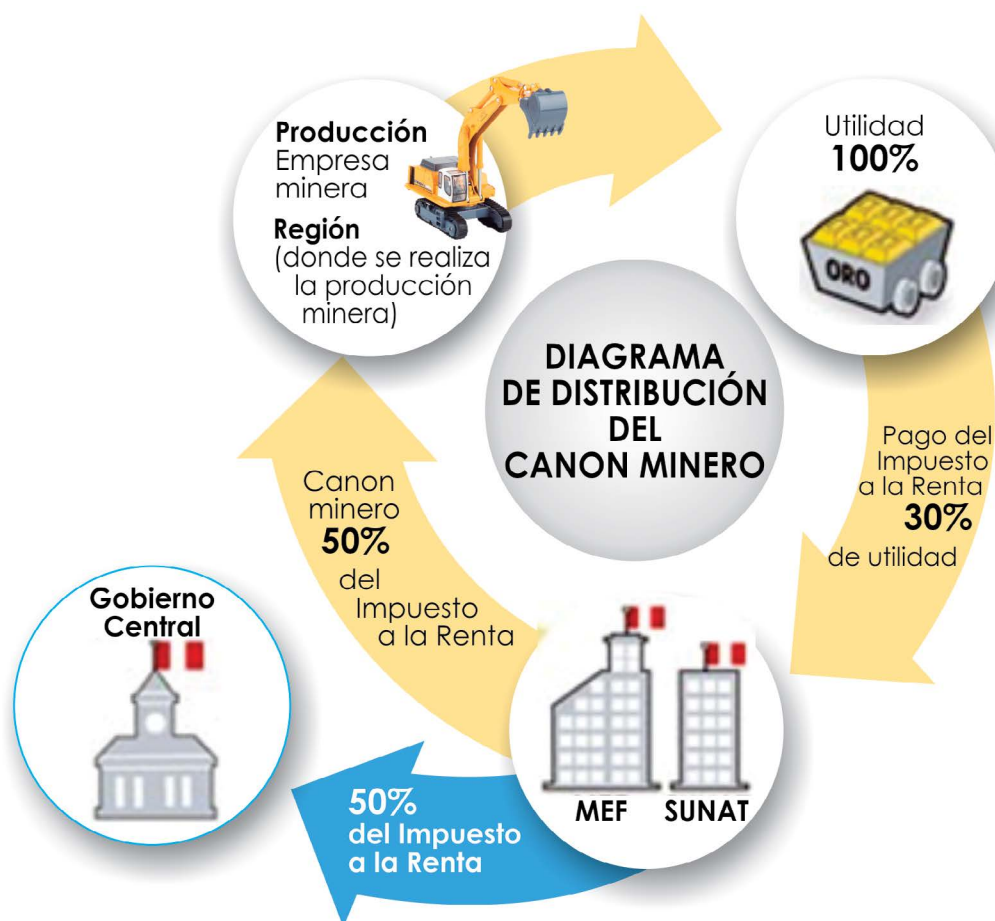 Producción
Empresa
minera
Región
(donde se realiza
la producción
minera)
Utilidad
100%
ORO
DIAGRAMA
DE DISTRIBUCIÓN
DEL
CANON MINERO
Pago del
Impuesto
a la Renta
30%
de utilidad
Canon
minero
50%
del
Impuesto
a la Renta
Gobierno
Central
MEF
SUNAT
50%
del Impuesto
a la Renta